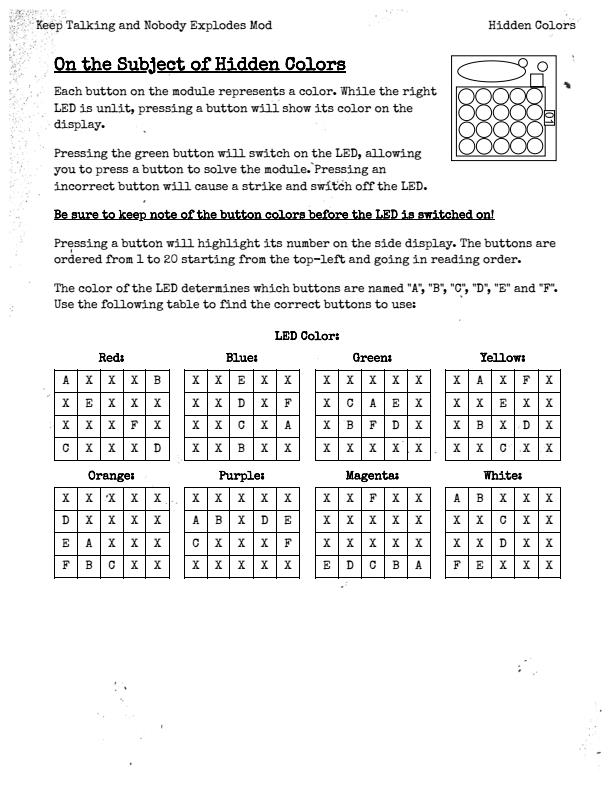 Keep Talking and Nobody Explodes Mod Hidden Colors
On the Subject of Hidden Colors
Each button on the module represents a color. While the right
LED is unlit, pressing a button will show its color on the
display.
01
Pressing the green button will switch on the LED, allowing
you to press a button to solve the module. Pressing an
incorrect button will cause a strike and switch off the LED.
Be sure to keep note of the button colors before the LED is switched on!
Pressing a button will highlight its number on the side display. The buttons are
ordered from 1 to 20 starting from the top-left and going in reading order.
The color of the LED determines which buttons are named "A", "B", "C", "D", "E" and "F".
Use the following table to find the correct buttons to use:
LED Color:
Red: Blue: Green: Yellow:
A X X X B X X E X X X X X X X X A X F X
X E X X X X X D X F X C A E X X X E X X
X X X F X X X C X A X B F D X X B X D X
C X X X D X X B X X X X X X X X X C X X
Orange: Purple: Magenta: White:
X X X X X X X X X X X X F X X A B X X X
D X X X X A B X D E X X X X X X X C X X
E A X X X C X X X F X X X X X X X D X X
F B C X X X X X X X E D C B A F E X X X